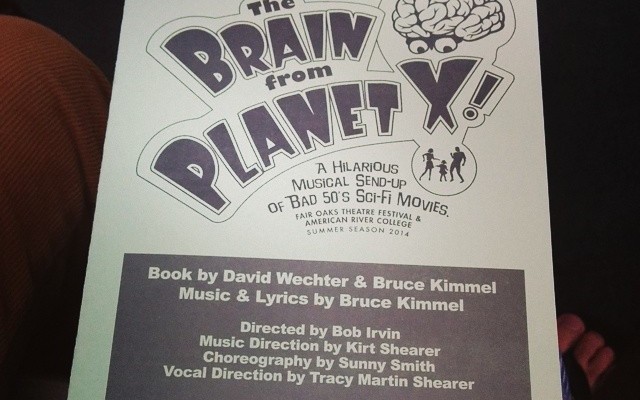 The
BRAIN
from
PLANET X!
A HILARIOUS
MUSICAL SEND-UP
OF BAD 50'S SCI-FI MOVIES.
FAIR OAKS THEATRE FESTIVAL &
AMERICAN RIVER COLLEGE
SUMMER SEASON 2014
Book by David Wechter & Bruce Kimmel
Music & Lyrics by Bruce Kimmel
Directed by Bob Irvin
Music Direction by Kirt Shearer
Choreography by Sunny Smith
Vocal Direction by Tracy Martin Shearer